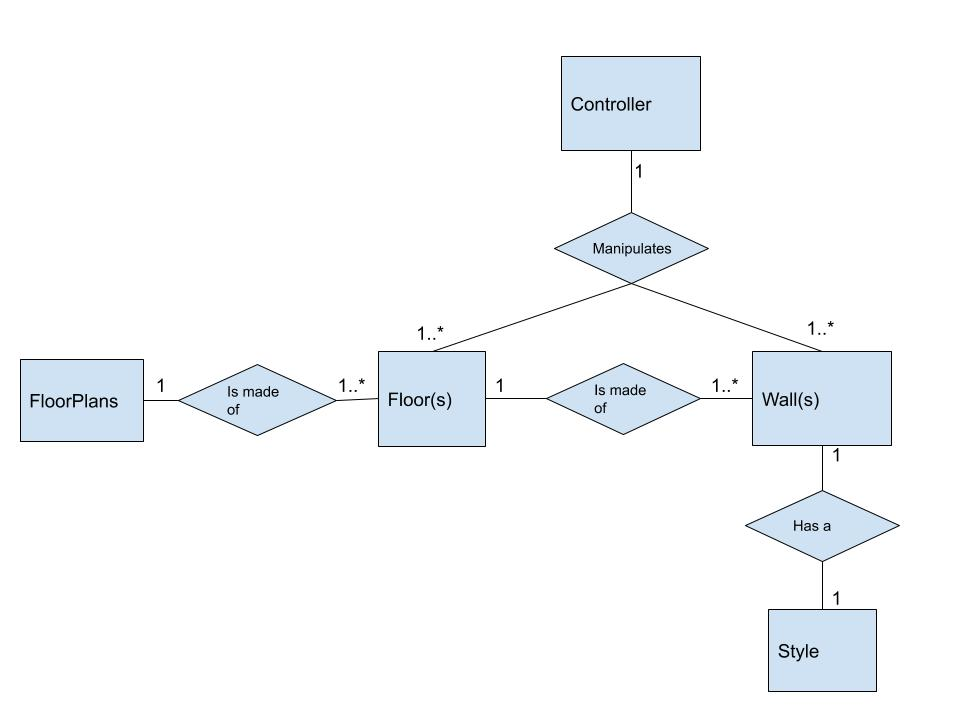 Controller
1
Manipulates
1..*
1..*
FloorPlans
1
Is made
of
1..*
Floor(s)
1
Is made
of
1..*
Wall(s)
1
Has a
1
Style